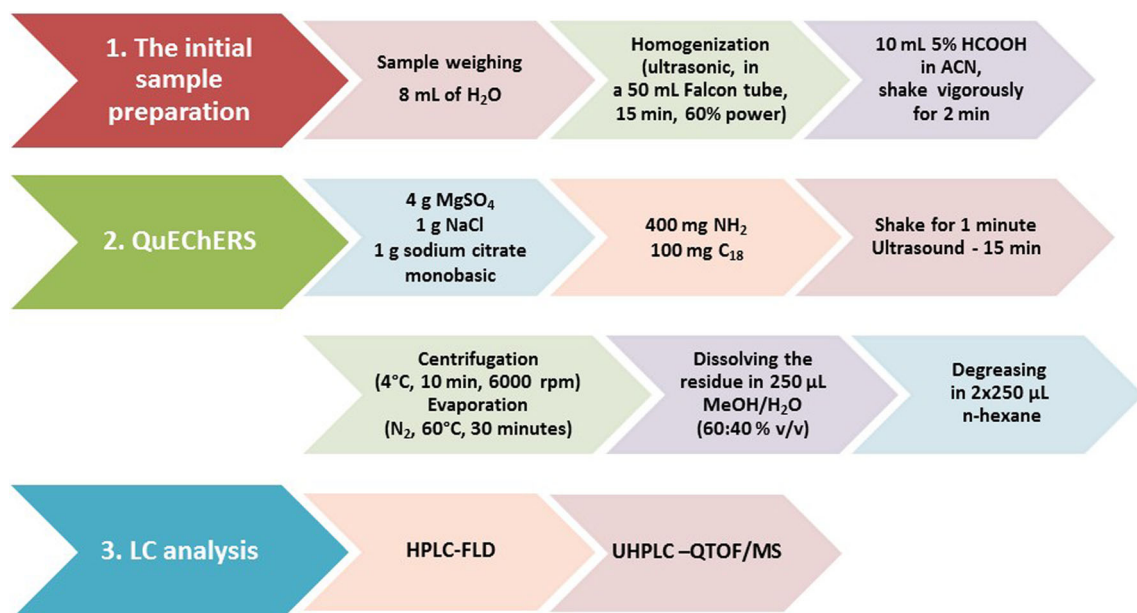 1. The initial
sample
preparation
Sample weighing
8 mL of H₂O
Homogenization
(ultrasonic, in
a 50 mL Falcon tube,
15 min, 60% power)
10 mL 5% HCOOH
in ACN,
shake vigorously
for 2 min
2. QuEChERS
4 g MgSO₄
1 g NaCl
1 g sodium citrate
monobasic
400 mg NH₂
100 mg C₁₈
Shake for 1 minute
Ultrasound - 15 min
Centrifugation
(4°C, 10 min, 6000 rpm)
Evaporation
(N₂, 60°C, 30 minutes)
Dissolving the
residue in 250 µL
MeOH/H₂O
(60:40 % v/v)
Degreasing
in 2x250 µL
n-hexane
3. LC analysis
HPLC-FLD
UHPLC –QTOF/MS